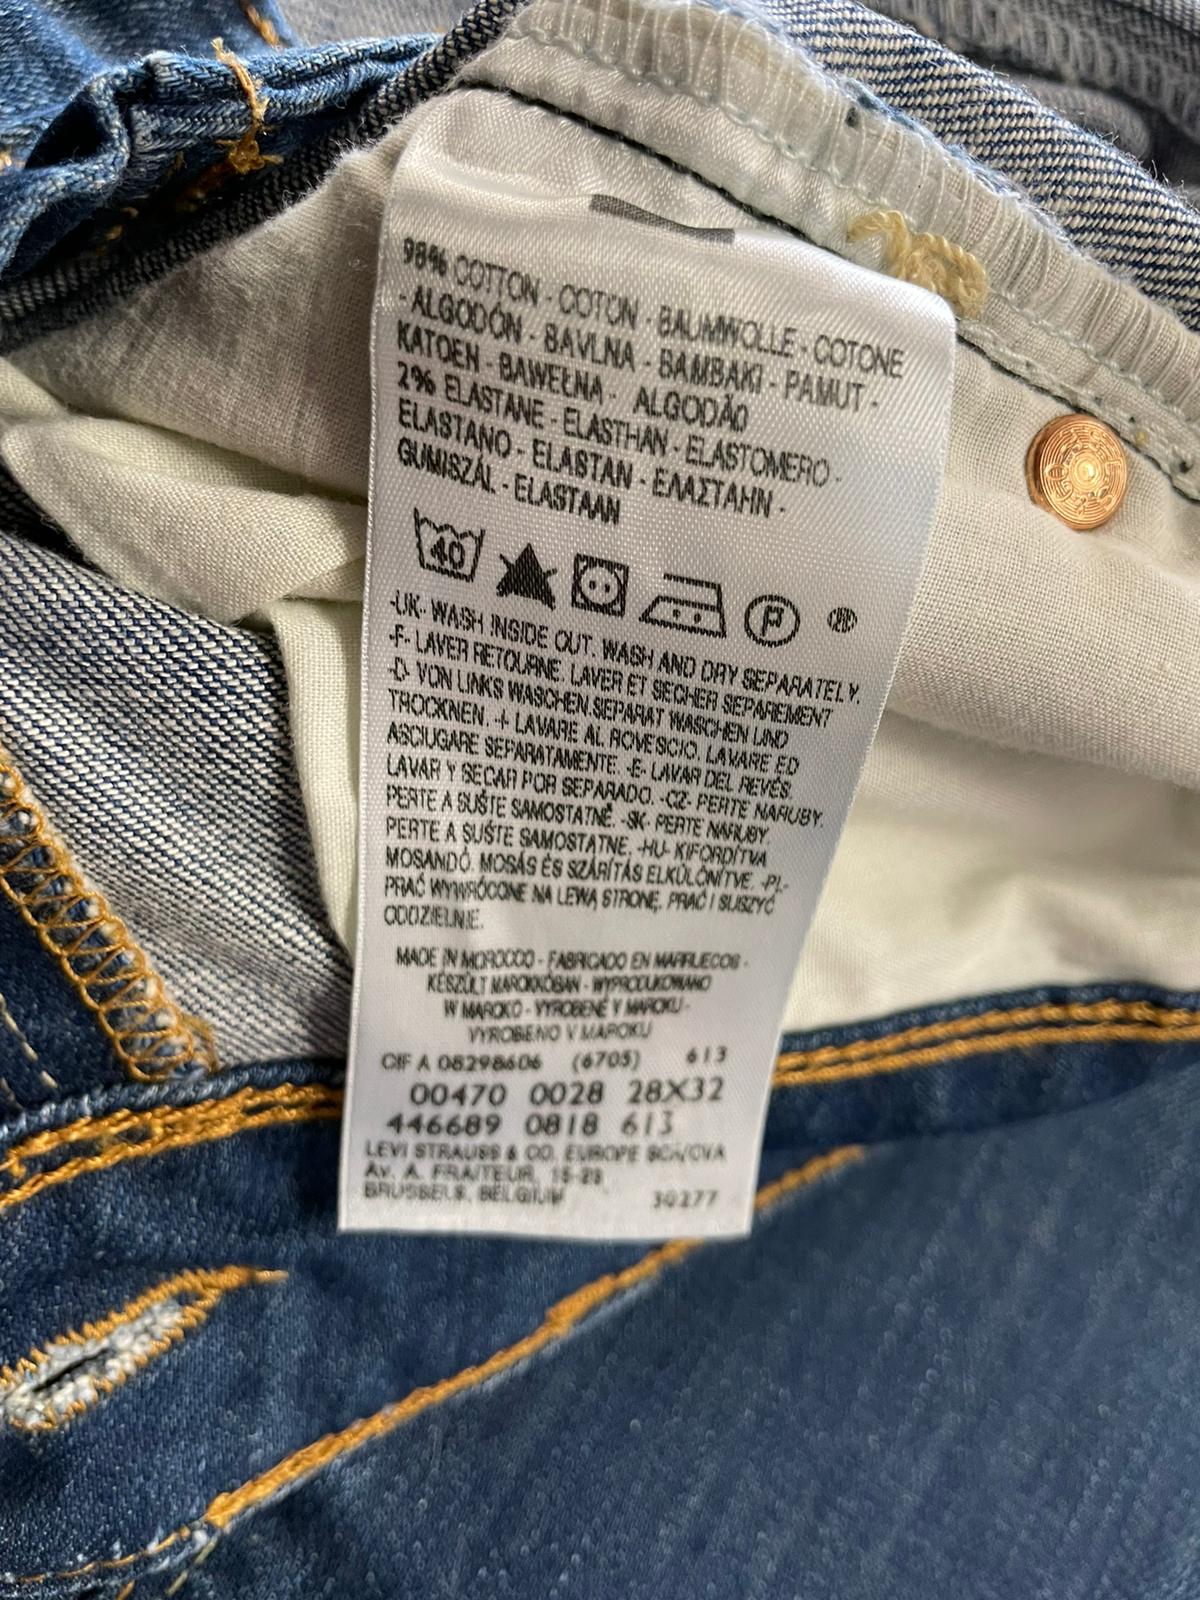 98% COTTON - COTON - BAUMWOLLE - COTONE
- ALGODÓN - BAVLNA - BAMBAKI - PAMUT -
KATOEN - BAWEŁNA - ALGODÃO
2% ELASTANE - ELASTHAN - ELASTOMERO -
ELASTANO - ELASTAN - ΕΛΑΣΤΑΗΝ -
GUMISZÁL - ELASTAAN
40
P
-UK- WASH INSIDE OUT. WASH AND DRY SEPARATELY.
-F- LAVER RETOURNE. LAVER ET SECHER SEPAREMENT
-D- VON LINKS WASCHEN. SEPARAT WASCHEN UND
TROCKNEN. -I- LAVARE AL ROVESCIO. LAVARE ED
ASCIUGARE SEPARATAMENTE. -E- LAVAR DEL REVÉS.
LAVAR Y SECAR POR SEPARADO. -CZ- PERTE NARUBY.
PERTE A SUŠTE SAMOSTATNĚ. -SK- PERTE NARUBY.
PERTE A SUŠTE SAMOSTATNE. -HU- KIFORDÍTVA
MOSANDÓ. MOSÁS ÉS SZÁRÍTÁS ELKÜLÖNÍTVE. -PL-
PRAĆ WYWRÓCONE NA LEWĄ STRONĘ. PRAĆ I SUSZYĆ
ODDZIELNIE.
MADE IN MOROCCO - FABRICADO EN MARRUECOS -
KÉSZÜLT MAROKKÓBAN - WYPRODUKOWANO
W MAROKO - VYROBENÉ V MAROKU -
VYROBENO V MAROKU
CIF A 08298606 (6705) 613
00470 0028 28X32
446689 0818 613
LEVI STRAUSS & CO. EUROPE SCA/CVA
AV. A. FRAITEUR, 15-23
BRUSSELS, BELGIUM 30277